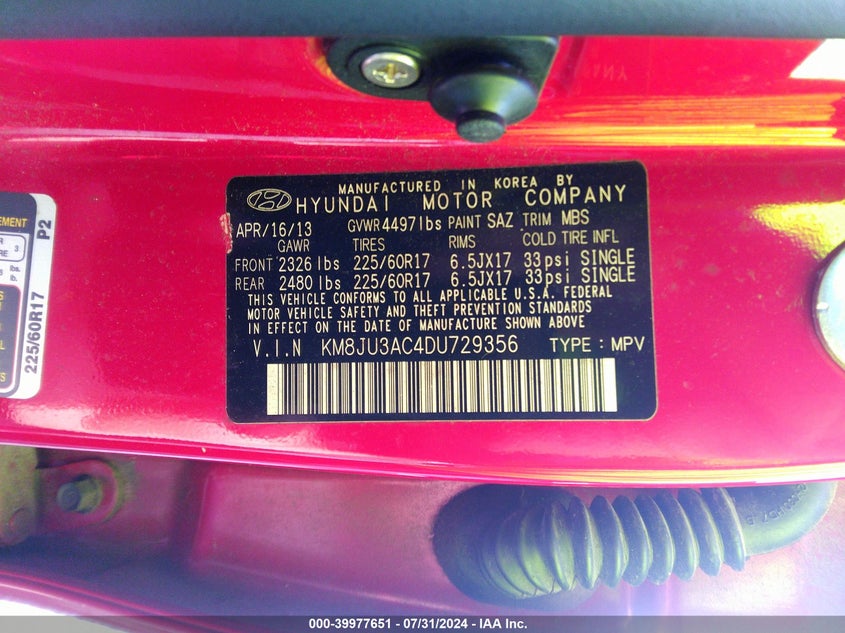 MANUFACTURED IN KOREA BY
HYUNDAI MOTOR COMPANY
APR/16/13 GVWR 4497lbs PAINT SAZ TRIM MBS
GAWR TIRES RIMS COLD TIRE INFL
FRONT 2326 lbs 225/60R17 6.5JX17 33psi SINGLE
REAR 2480 lbs 225/60R17 6.5JX17 33psi SINGLE
THIS VEHICLE CONFORMS TO ALL APPLICABLE U.S.A. FEDERAL
MOTOR VEHICLE SAFETY AND THEFT PREVENTION STANDARDS
IN EFFECT ON THE DATE OF MANUFACTURE SHOWN ABOVE
V.I.N KM8JU3AC4DU729356 TYPE : MPV
P2
225/60R17
000-39977651 - 07/31/2024 - IAA Inc.